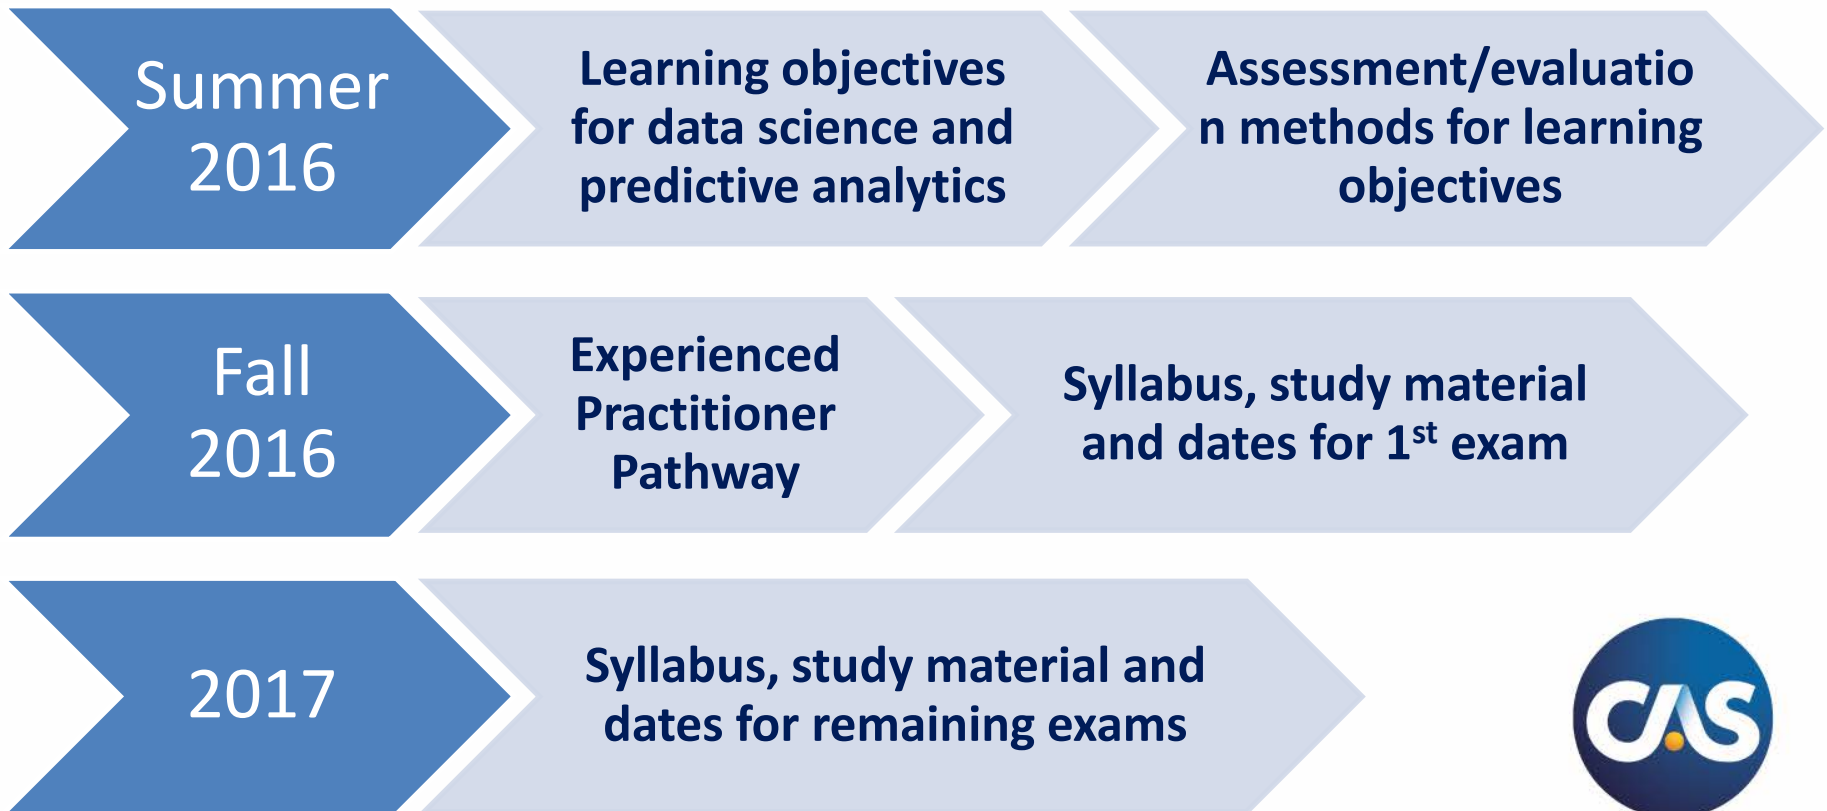 Summer
2016
Learning objectives
for data science and
predictive analytics
Assessment/evaluatio
n methods for learning
objectives
Fall
2016
Experienced
Practitioner
Pathway
Syllabus, study material
and dates for 1st exam
2017
Syllabus, study material and
dates for remaining exams
CAS